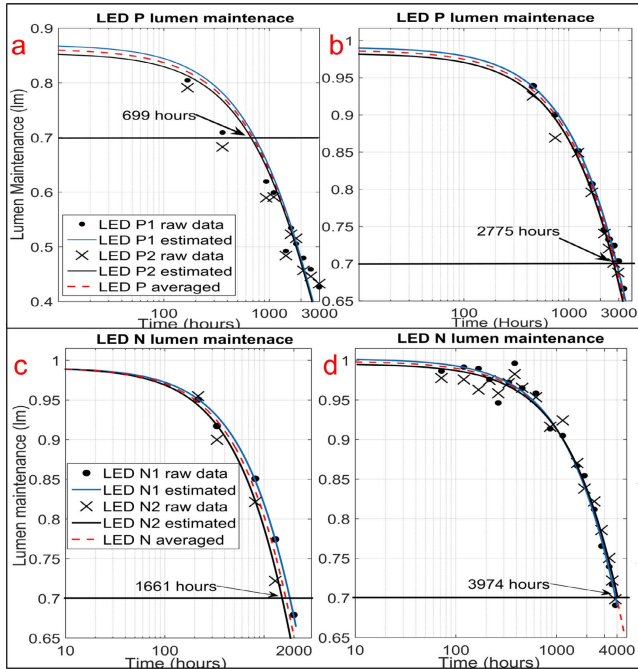 LED P lumen maintenace
a
0.9
0.8
0.7
0.6
0.5
0.4
Lumen Maintenance (lm)
699 hours
LED P1 raw data
LED P1 estimated
LED P2 raw data
LED P2 estimated
LED P averaged
100
1000
3000
Time (hours)
LED P lumen maintenance
b
0.95
0.9
0.85
0.8
0.75
0.7
0.65
2775 hours
100
1000
3000
Time (Hours)
LED N lumen maintenance
c
1
0.95
0.9
0.85
0.8
0.75
0.7
0.65
Lumen maintenance (lm)
LED N1 raw data
LED N1 estimated
LED N2 raw data
LED N2 estimated
LED N averaged
1661 hours
10
100
1000
2000
Time (hours)
LED N lumen maintenance
d
1
0.95
0.9
0.85
0.8
0.75
0.7
0.65
3974 hours
10
100
1000
4000
Time (hours)